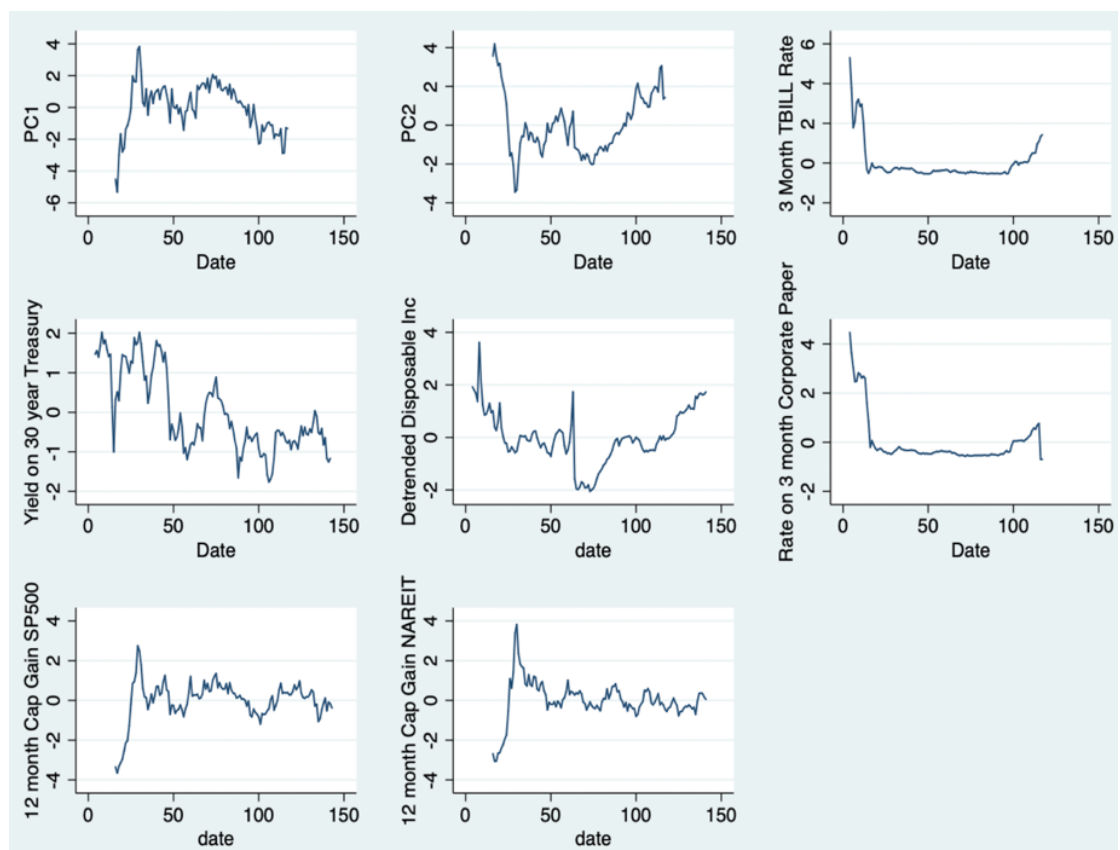 PC1
4
2
0
-2
-4
-6
0 50 100 150
Date
PC2
4
2
0
-2
-4
0 50 100 150
Date
3 Month TBILL Rate
6
4
2
0
-2
0 50 100 150
Date
Yield on 30 year Treasury
2
1
0
-1
-2
0 50 100 150
Date
Detrended Disposable Inc
4
2
0
-2
0 50 100 150
date
Rate on 3 month Corporate Paper
4
2
0
-2
0 50 100 150
Date
12 month Cap Gain SP500
4
2
0
-2
-4
0 50 100 150
date
12 month Cap Gain NAREIT
4
2
0
-2
-4
0 50 100 150
date